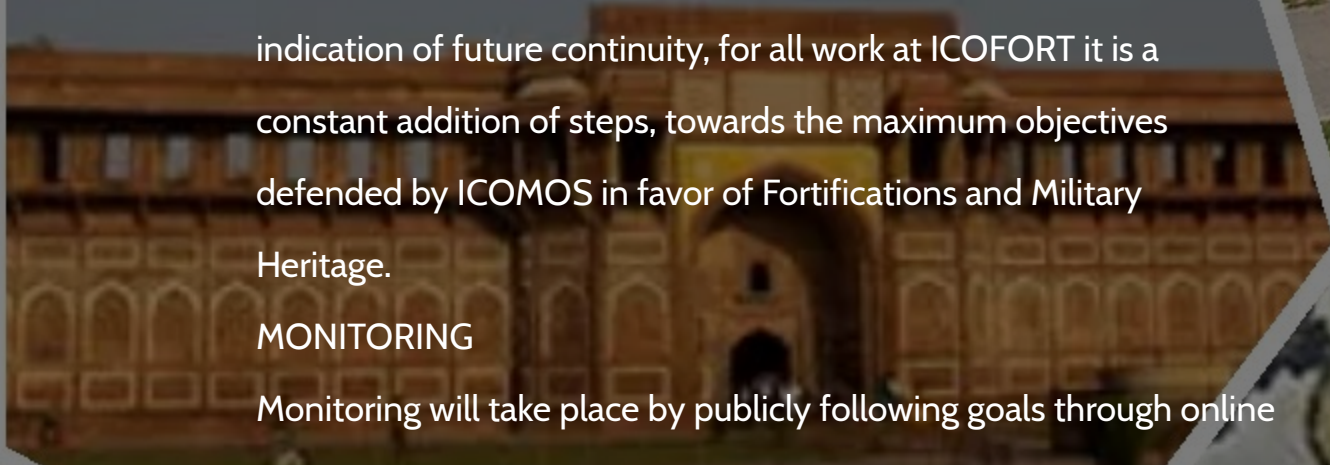 indication of future continuity, for all work at ICOFORT it is a
constant addition of steps, towards the maximum objectives
defended by ICOMOS in favor of Fortifications and Military
Heritage.
MONITORING
Monitoring will take place by publicly following goals through online